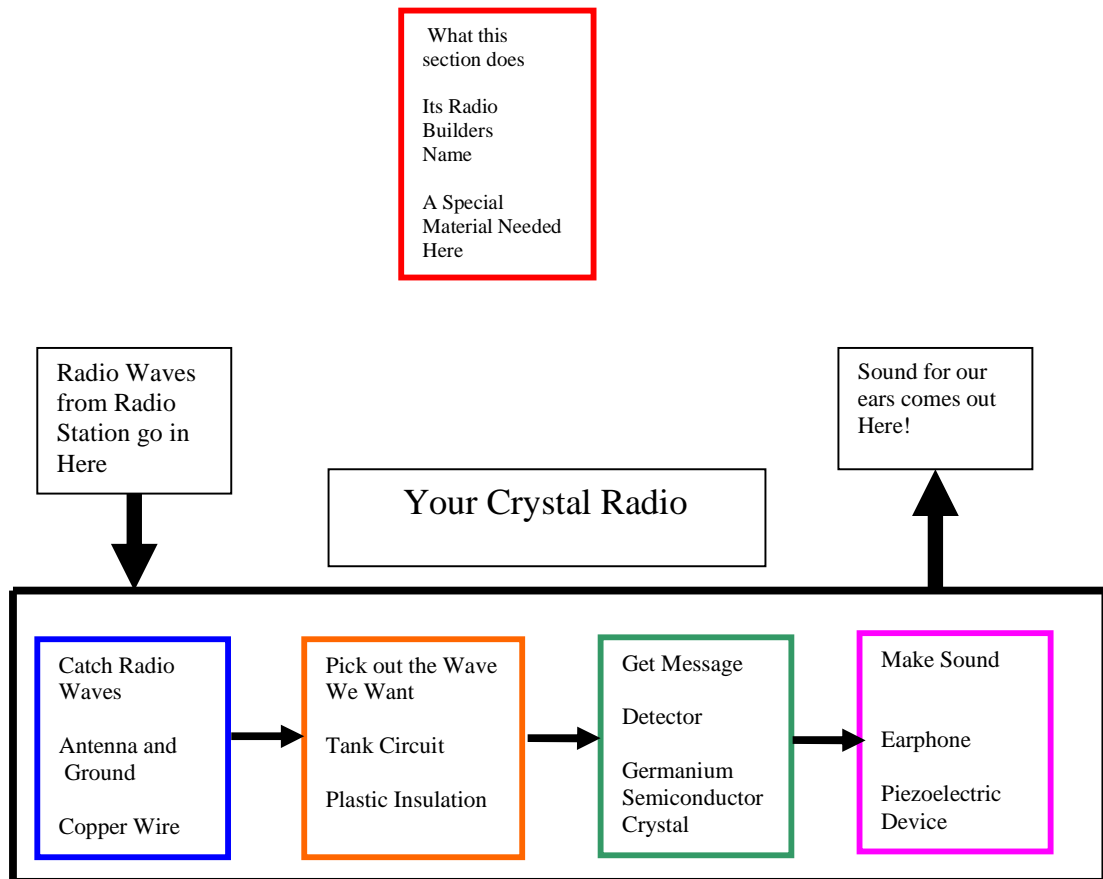 What this
section does
Its Radio
Builders
Name
A Special
Material Needed
Here
Radio Waves
from Radio
Station go in
Here
Sound for our
ears comes out
Here!
Your Crystal Radio
Catch Radio
Waves
Antenna and
Ground
Copper Wire
Pick out the Wave
We Want
Tank Circuit
Plastic Insulation
Get Message
Detector
Germanium
Semiconductor
Crystal
Make Sound
Earphone
Piezoelectric
Device